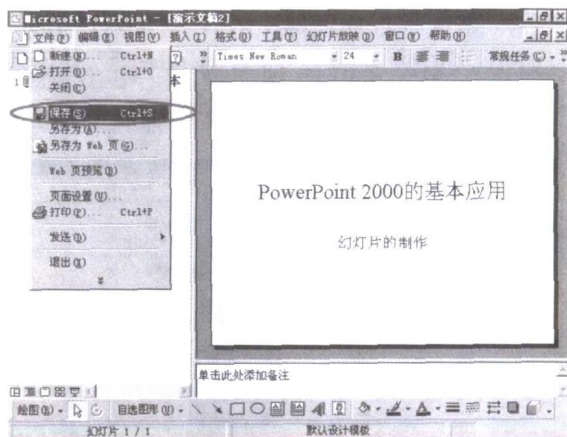 Microsoft PowerPoint - [演示文稿2]
文件(F) 编辑(E) 视图(V) 插入(I) 格式(O) 工具(T) 幻灯片放映(D) 窗口(W) 帮助(H)
Times New Roman 24 B 常规任务(C)
新建(N)... Ctrl+N
打开(O)... Ctrl+O
关闭(C)
保存(S) Ctrl+S
另存为(A)...
另存为 Web 页(G)...
Web 页预览(B)
页面设置(U)...
打印(P)... Ctrl+P
发送(D)
退出(X)
1
本
PowerPoint 2000的基本应用
幻灯片的制作
单击此处添加备注
绘图(R) 自选图形(U)
幻灯片 1 / 1 默认设计模板